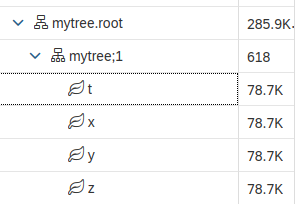 mytree.root 285.9K
mytree;1 618
t 78.7K
x 78.7K
y 78.7K
z 78.7K